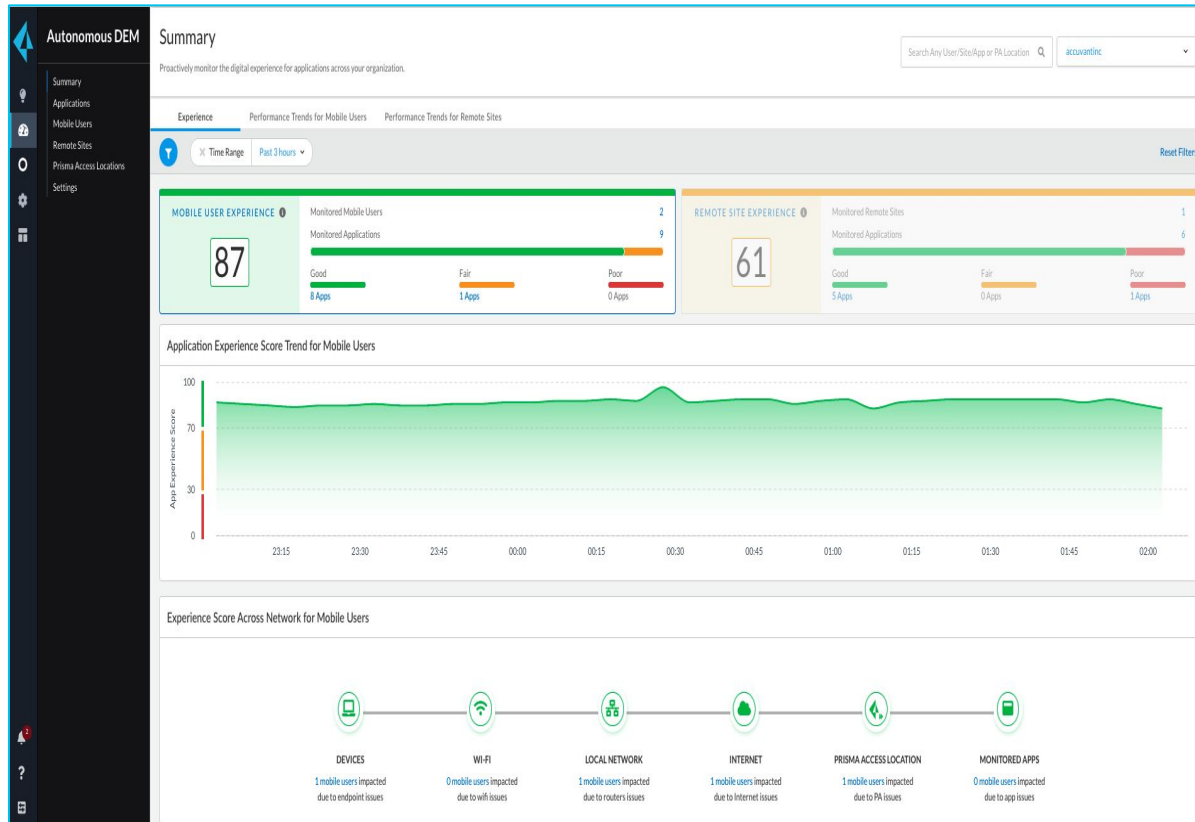 Autonomous DEM
Summary
Applications
Mobile Users
Remote Sites
Prisma Access Locations
Settings
2
?
Summary
Proactively monitor the digital experience for applications across your organization.
Search Any User/Site/App or PA Location
accuvantinc
Experience
Performance Trends for Mobile Users
Performance Trends for Remote Sites
X Time Range
Past 3 hours
Reset Filter
MOBILE USER EXPERIENCE
87
Monitored Mobile Users
2
Monitored Applications
9
Good
Fair
Poor
8 Apps
1 Apps
0 Apps
REMOTE SITE EXPERIENCE
61
Monitored Remote Sites
1
Monitored Applications
6
Good
Fair
Poor
5 Apps
0 Apps
1 Apps
Application Experience Score Trend for Mobile Users
App Experience Score
100
70
30
0
23:15
23:30
23:45
00:00
00:15
00:30
00:45
01:00
01:15
01:30
01:45
02:00
Experience Score Across Network for Mobile Users
DEVICES
1 mobile users impacted
due to endpoint issues
WI-FI
0 mobile users impacted
due to wifi issues
LOCAL NETWORK
1 mobile users impacted
due to routers issues
INTERNET
1 mobile users impacted
due to Internet issues
PRISMA ACCESS LOCATION
1 mobile users impacted
due to PA issues
MONITORED APPS
0 mobile users impacted
due to app issues